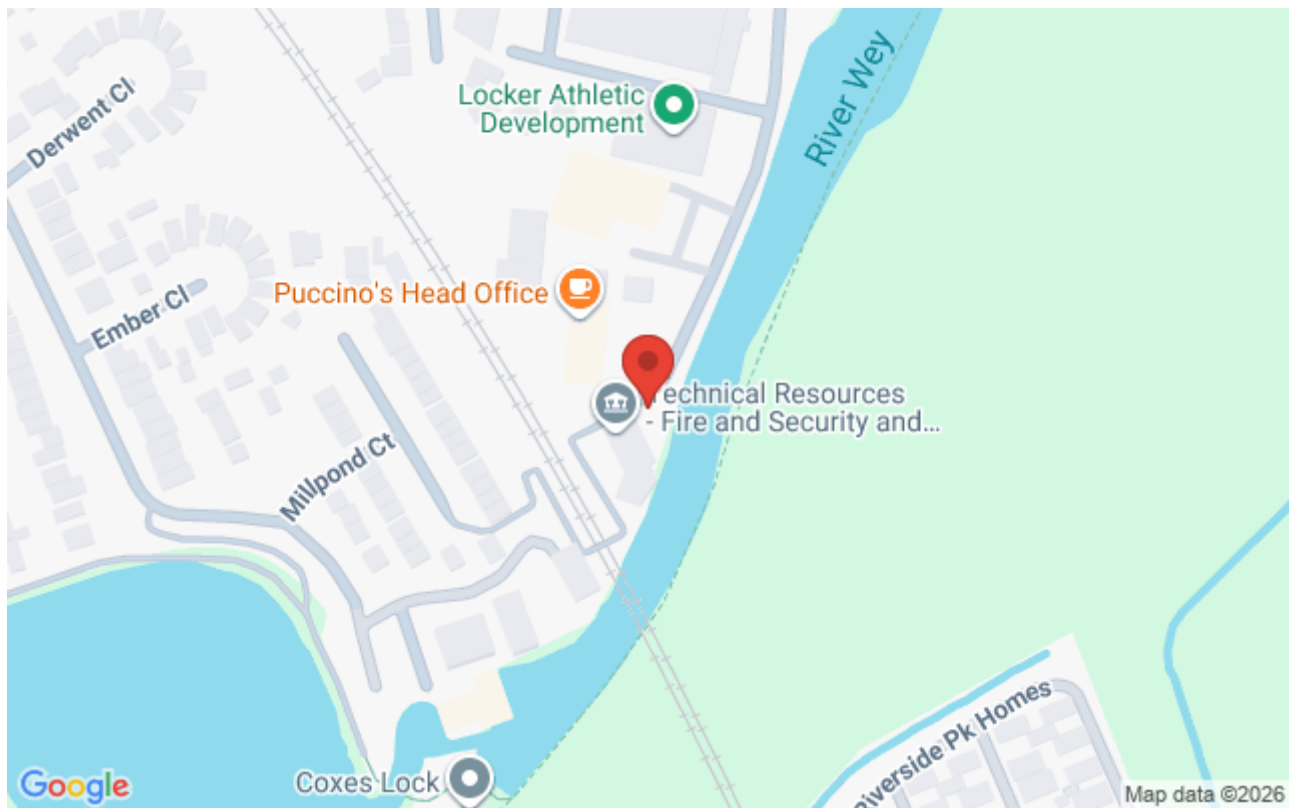 River Wey
Locker Athletic
Development
Derwent Cl
Puccino's Head Office
Ember Cl
Technical Resources
- Fire and Security and...
Millpond Ct
Riverside Pk Homes
Coxes Lock
Google
Map data ©2026